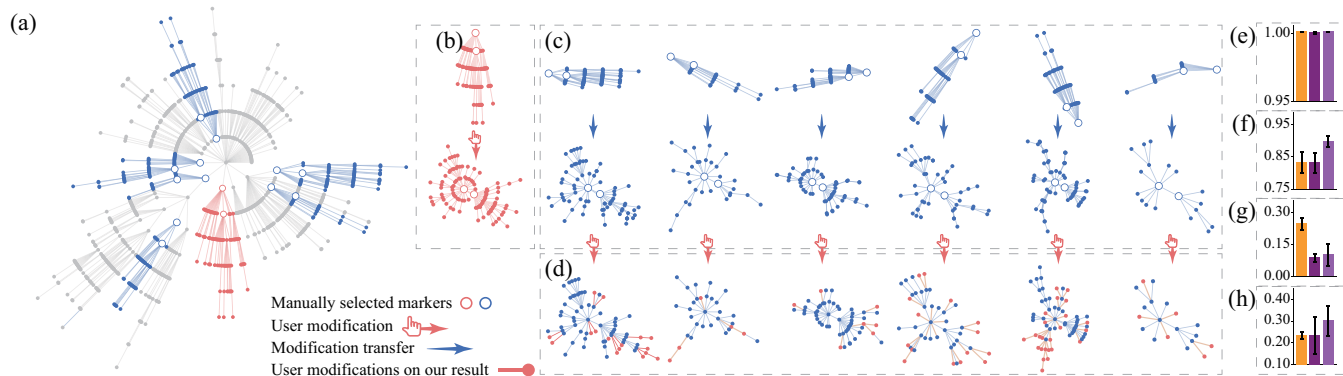 (a)
(b)
(c)
(d)
Manually selected markers
User modification
Modification transfer
User modifications on our result
(e)
1.00
0.95
(f)
0.95
0.85
0.75
(g)
0.30
0.15
0.00
(h)
0.40
0.30
0.20
0.10